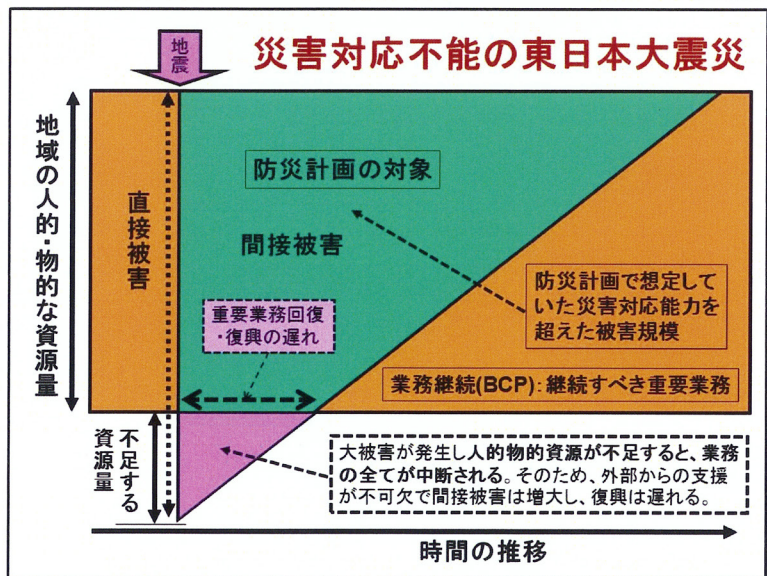 地震
災害対応不能の東日本大震災
地域の人的・物的な資源量
直接被害
防災計画の対象
間接被害
重要業務回復
・復興の遅れ
防災計画で想定して
いた災害対応能力を
超えた被害規模
業務継続(BCP):継続すべき重要業務
不足する
資源量
大被害が発生し人的物的資源が不足すると、業務
の全てが中断される。そのため、外部からの支援
が不可欠で間接被害は増大し、復興は遅れる。
時間の推移